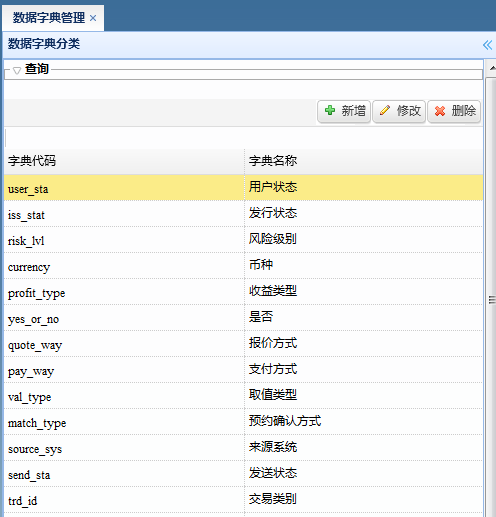 数据字典管理
数据字典分类
查询
新增 修改 删除
字典代码 字典名称
user_sta 用户状态
iss_stat 发行状态
risk_lvl 风险级别
currency 币种
profit_type 收益类型
yes_or_no 是否
quote_way 报价方式
pay_way 支付方式
val_type 取值类型
match_type 预约确认方式
source_sys 来源系统
send_sta 发送状态
trd_id 交易类别